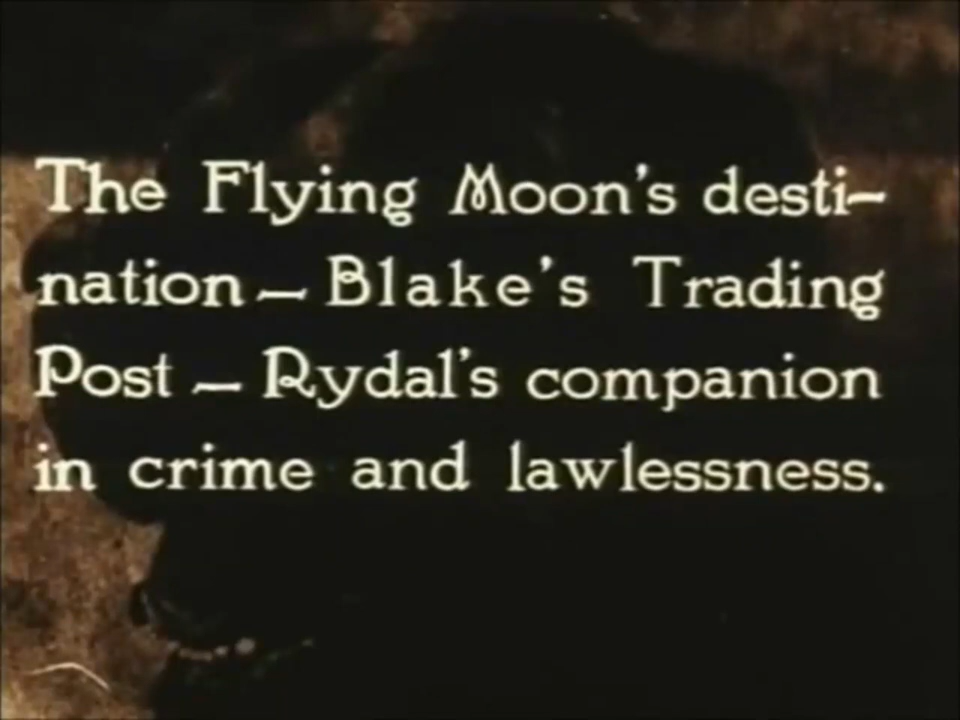 The Flying Moon's desti-
nation — Blake's Trading
Post — Rydal's companion
in crime and lawlessness.